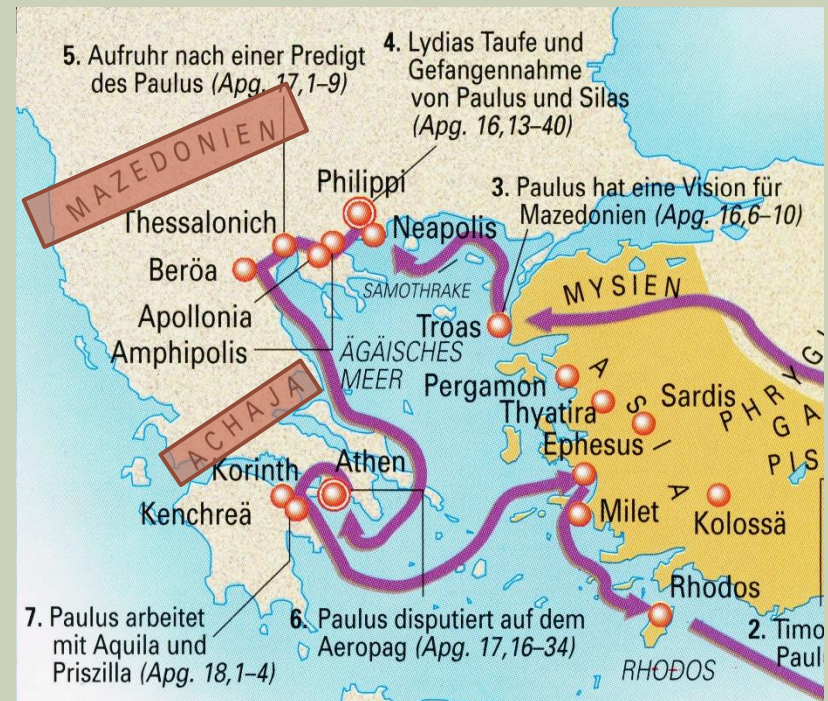 5. Aufruhr nach einer Predigt
des Paulus (Apg. 17,1–9)
4. Lydias Taufe und
Gefangennahme
von Paulus und Silas
(Apg. 16,13–40)
MAZEDONIEN
Philippi
3. Paulus hat eine Vision für
Mazedonien (Apg. 16,6–10)
Thessalonich
Neapolis
Beröa
SAMOTHRAKE
MYSIEN
Apollonia
Troas
Amphipolis
ÄGÄISCHES
MEER
PHRYGI
Pergamon
ASIA
Sardis
Thyatira
GA
ACHAJA
Ephesus
PIS
Korinth
Athen
Kenchreä
Milet
Kolossä
Rhodos
7. Paulus arbeitet
mit Aquila und
Priszilla (Apg. 18,1–4)
6. Paulus disputiert auf dem
Aeropag (Apg. 17,16–34)
2. Timo
Paul
RHODOS